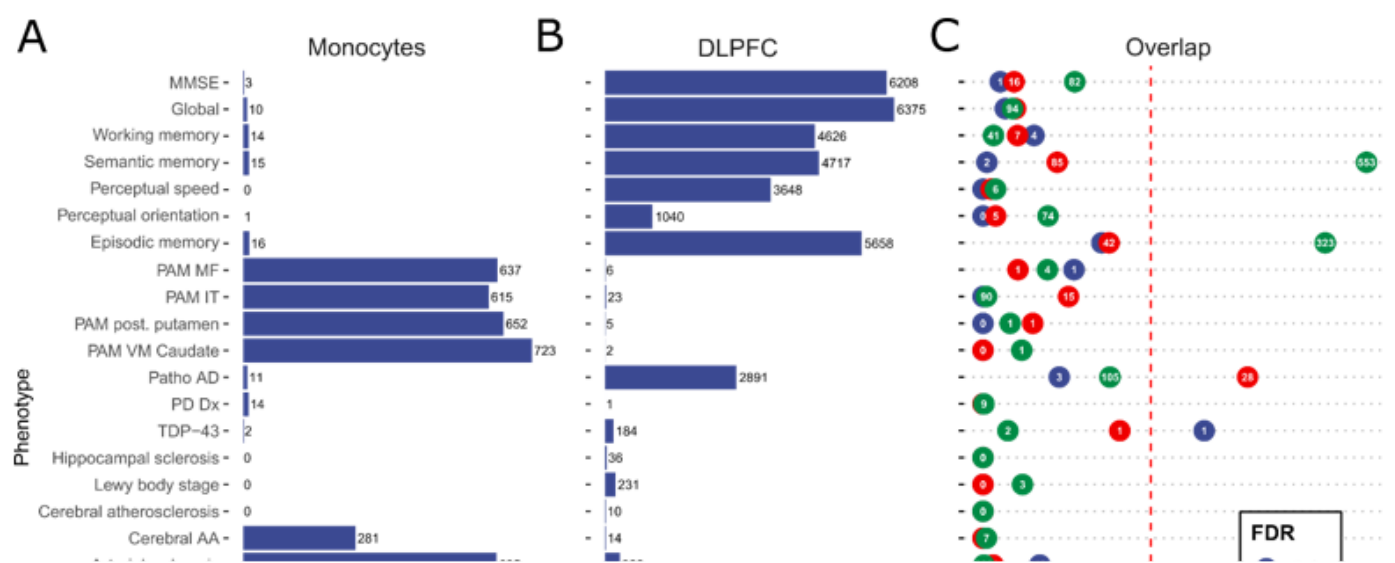 A B C
Monocytes DLPFC Overlap
MMSE 3 6208 1 16 82
Global 10 6375 94
Working memory 14 4626 41 7 4
Semantic memory 15 4717 2 85 553
Perceptual speed 0 3648 6
Perceptual orientation 1 1040 0 5 74
Episodic memory 16 5658 42 323
PAM MF 637 6 1 4 1
PAM IT 615 23 90 15
PAM post. putamen 652 5 0 1 1
PAM VM Caudate 723 2 0 1
Patho AD 11 2891 3 105 28
PD Dx 14 1 9
TDP−43 2 184 2 1 1
Hippocampal sclerosis 0 36 0
Lewy body stage 0 231 0 3
Cerebral atherosclerosis 0 10 0
Cerebral AA 281 14 7
Phenotype
FDR